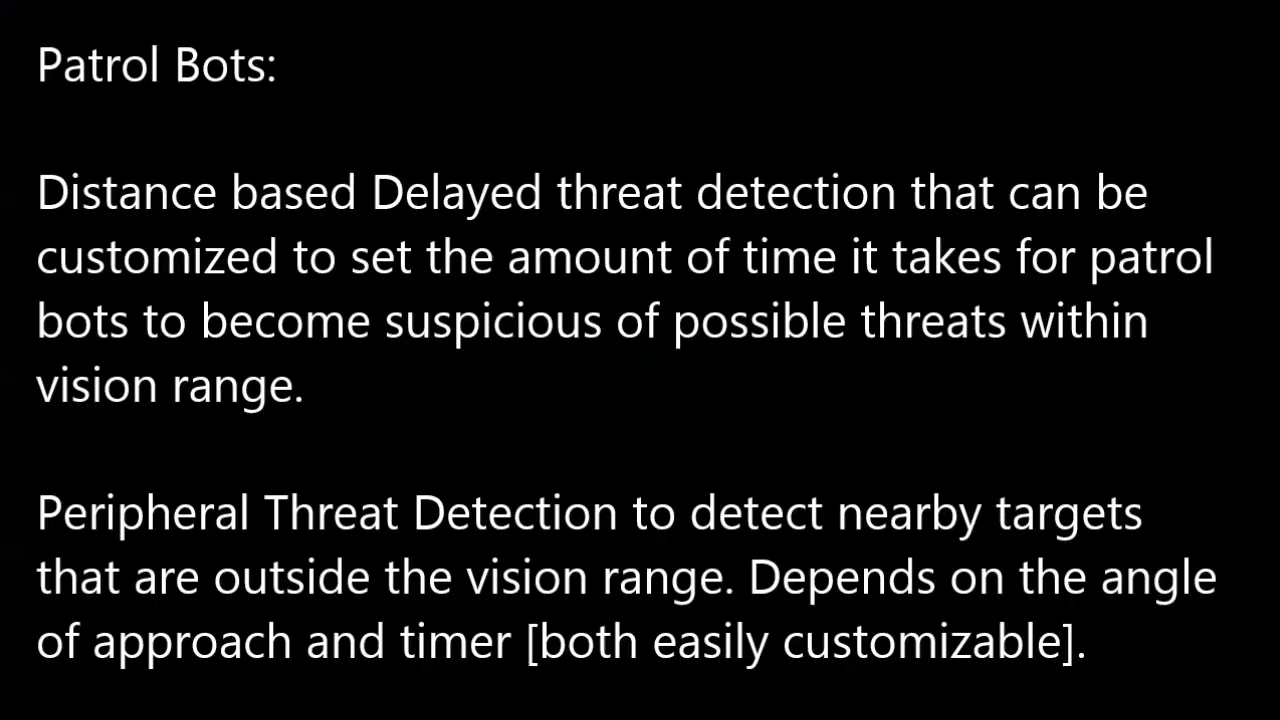 Patrol Bots:
Distance based Delayed threat detection that can be
customized to set the amount of time it takes for patrol
bots to become suspicious of possible threats within
vision range.
Peripheral Threat Detection to detect nearby targets
that are outside the vision range. Depends on the angle
of approach and timer [both easily customizable].